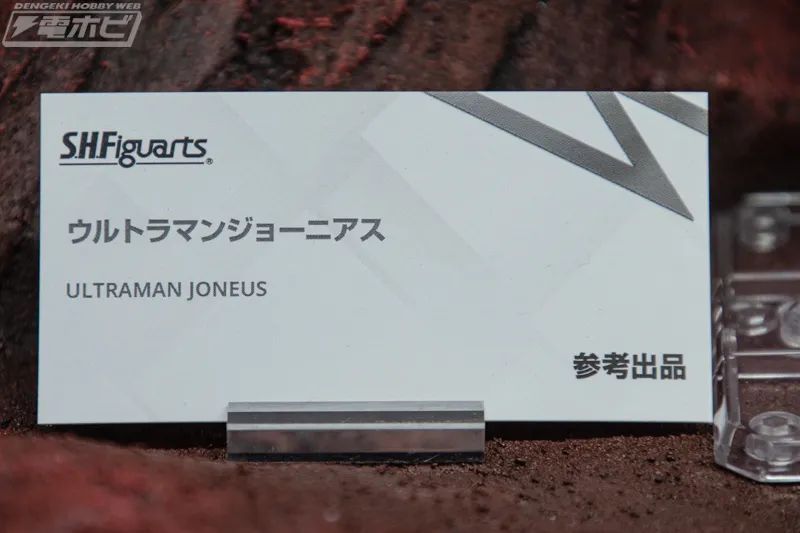 DENGEKI HOBBY WEB
電ホビ
S.H.Figuarts®
ウルトラマンジョーニアス
ULTRAMAN JONEUS
参考出品